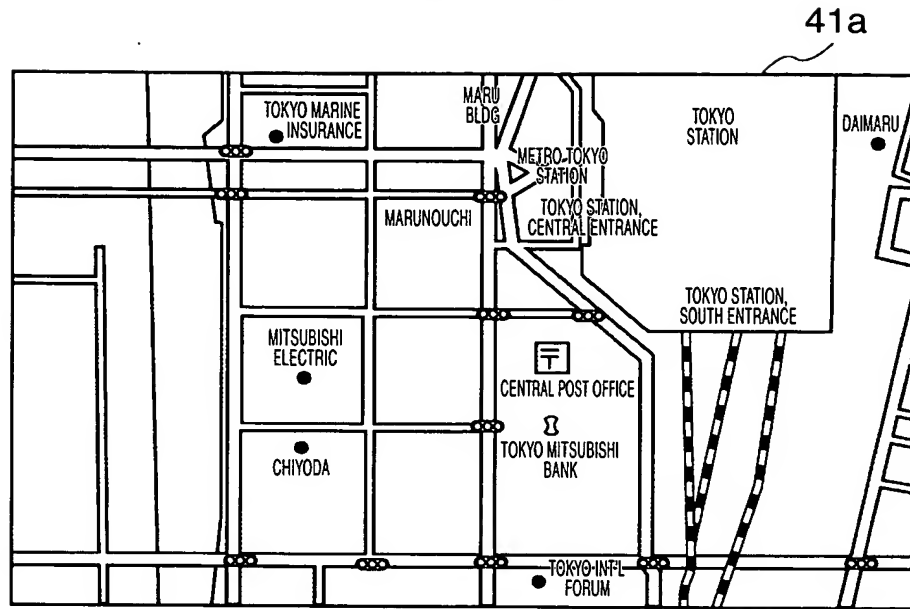 41a
TOKYO MARINE
INSURANCE
MARU
BLDG
TOKYO
STATION
DAIMARU
METRO TOKYO
STATION
MARUNOUCHI
TOKYO STATION,
CENTRAL ENTRANCE
TOKYO STATION,
SOUTH ENTRANCE
MITSUBISHI
ELECTRIC
〒
CENTRAL POST OFFICE
CHIYODA
TOKYO MITSUBISHI
BANK
TOKYO INT'L
FORUM